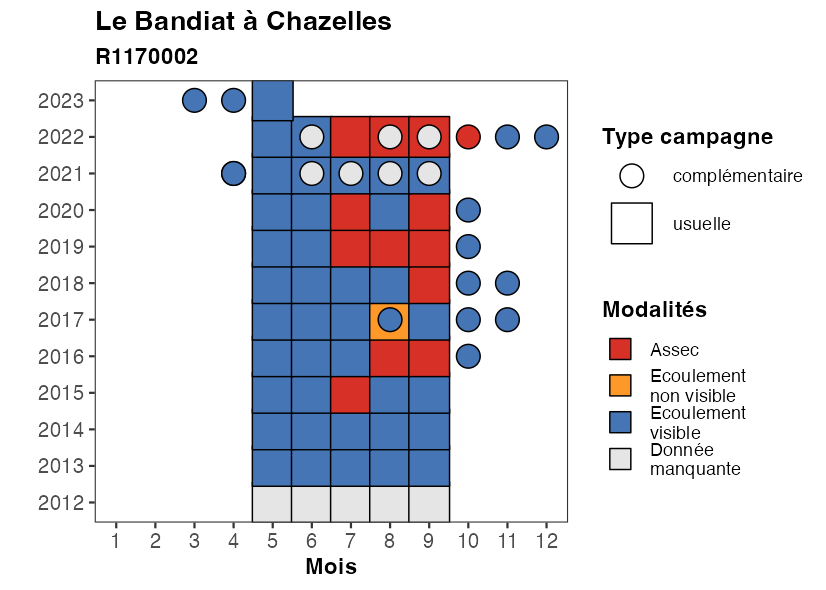 Le Bandiat à Chazelles
R1170002
2023
2022
2021
2020
2019
2018
2017
2016
2015
2014
2013
2012
1 2 3 4 5 6 7 8 9 10 11 12
Mois
Type campagne
complémentaire
usuelle
Modalités
Assec
Ecoulement
non visible
Ecoulement
visible
Donnée
manquante